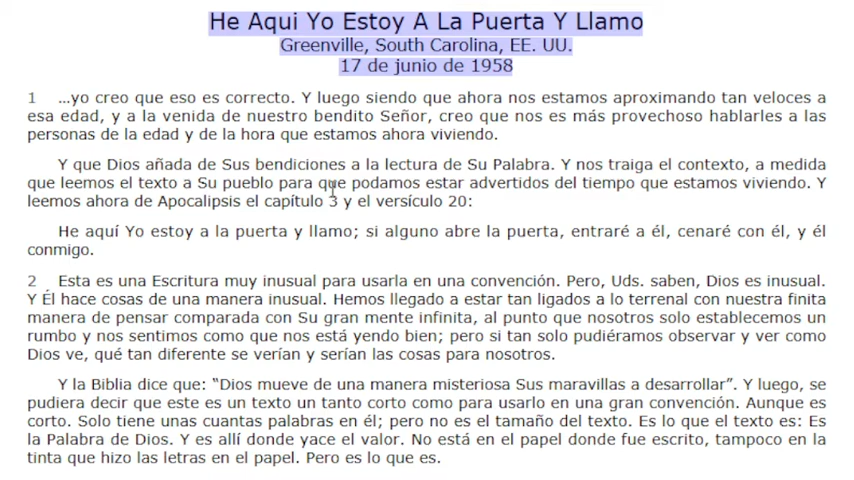 He Aqui Yo Estoy A La Puerta Y Llamo
Greenville, South Carolina, EE. UU.
17 de junio de 1958
1 …yo creo que eso es correcto. Y luego siendo que ahora nos estamos aproximando tan veloces a
esa edad, y a la venida de nuestro bendito Señor, creo que nos es más provechoso hablarles a las
personas de la edad y de la hora que estamos ahora viviendo.
Y que Dios añada de Sus bendiciones a la lectura de Su Palabra. Y nos traiga el contexto, a medida
que leemos el texto a Su pueblo para que podamos estar advertidos del tiempo que estamos viviendo. Y
leemos ahora de Apocalipsis el capítulo 3 y el versículo 20:
He aquí Yo estoy a la puerta y llamo; si alguno abre la puerta, entraré a él, cenaré con él, y él
conmigo.
2 Esta es una Escritura muy inusual para usarla en una convención. Pero, Uds. saben, Dios es inusual.
Y Él hace cosas de una manera inusual. Hemos llegado a estar tan ligados a lo terrenal con nuestra finita
manera de pensar comparada con Su gran mente infinita, al punto que nosotros solo establecemos un
rumbo y nos sentimos como que nos está yendo bien; pero si tan solo pudiéramos observar y ver como
Dios ve, qué tan diferente se verían y serían las cosas para nosotros.
Y la Biblia dice que: “Dios mueve de una manera misteriosa Sus maravillas a desarrollar”. Y luego, se
pudiera decir que este es un texto un tanto corto como para usarlo en una gran convención. Aunque es
corto. Solo tiene unas cuantas palabras en él; pero no es el tamaño del texto. Es lo que el texto es: Es
la Palabra de Dios. Y es allí donde yace el valor. No está en el papel donde fue escrito, tampoco en la
tinta que hizo las letras en el papel. Pero es lo que es.